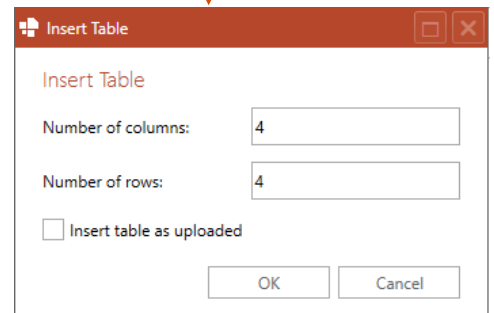 Insert Table
Insert Table
Number of columns: 4
Number of rows: 4
Insert table as uploaded
OK Cancel